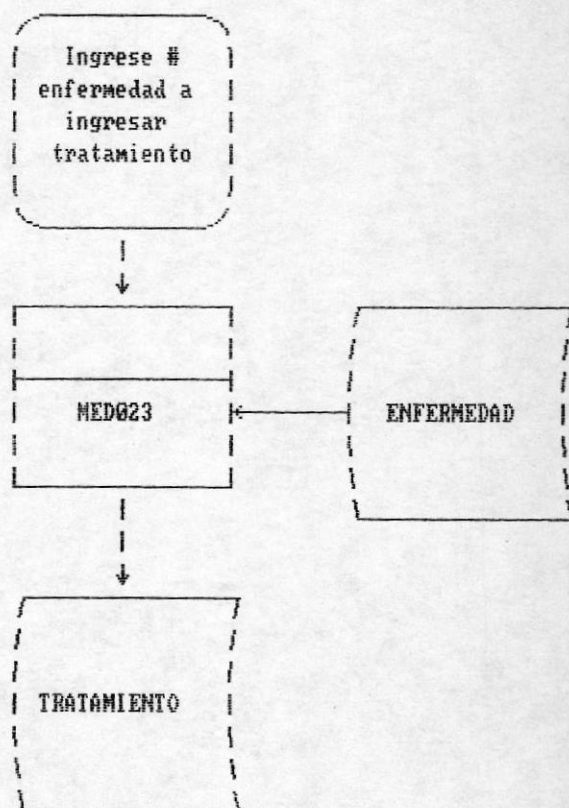 Ingrese #
enfermedad a
ingresar
tratamiento
MED023
ENFERMEDAD
TRATAMIENTO